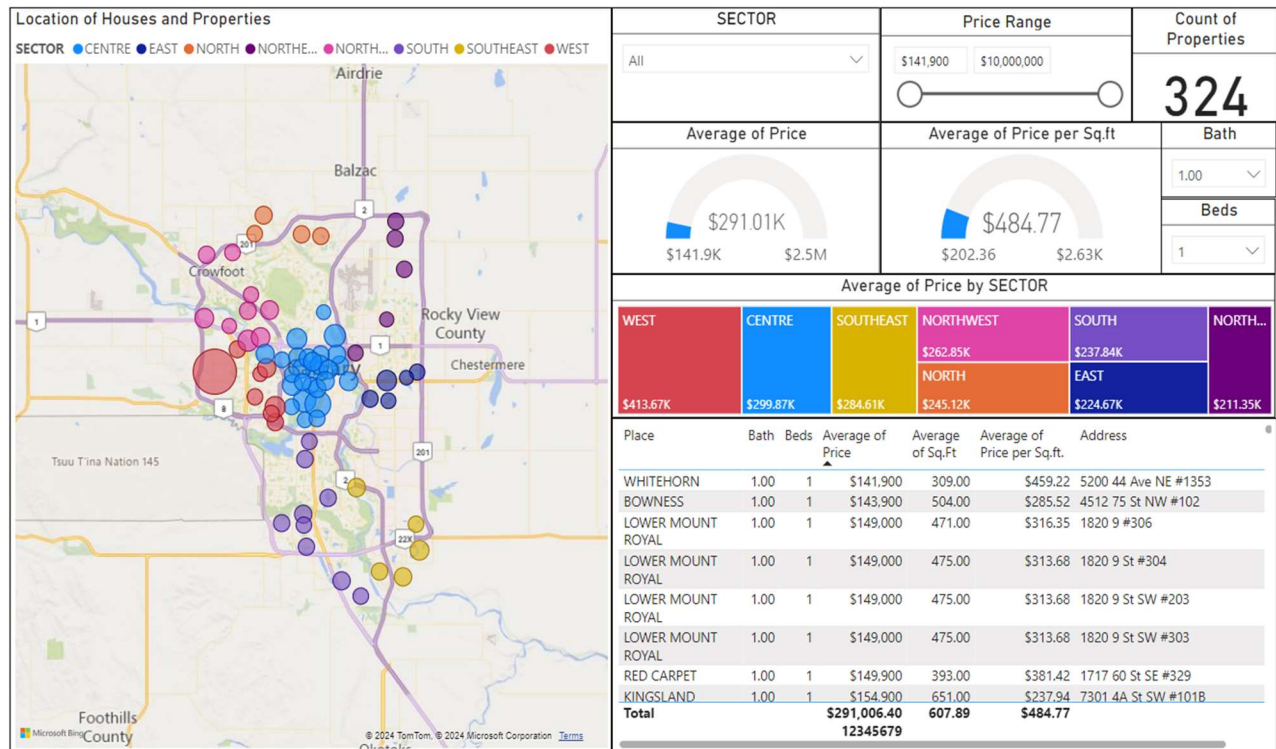 Location of Houses and Properties
SECTOR CENTRE EAST NORTH NORTHE... NORTH... SOUTH SOUTHEAST WEST
Airdrie
Balzac
2
201
Crowfoot
1
Rocky View
County
1
Chestermere
8
Tsuu T'ina Nation 145
201
2
22X
Foothills
County
Microsoft Bing
© 2024 TomTom, © 2024 Microsoft Corporation Terms
SECTOR
All
Price Range
$141,900 $10,000,000
Count of
Properties
324
Average of Price
$291.01K
$141.9K $2.5M
Average of Price per Sq.ft
$484.77
$202.36 $2.63K
Bath
1.00
Beds
1
Average of Price by SECTOR
WEST
$413.67K
CENTRE
$299.87K
SOUTHEAST
$284.61K
NORTHWEST
$262.85K
NORTH
$245.12K
SOUTH
$237.84K
EAST
$224.67K
NORTH...
$211.35K
Place Bath Beds Average of Price Average of Sq.Ft Average of Price per Sq.ft. Address
WHITEHORN 1.00 1 $141,900 309.00 $459.22 5200 44 Ave NE #1353
BOWNESS 1.00 1 $143,900 504.00 $285.52 4512 75 St NW #102
LOWER MOUNT ROYAL 1.00 1 $149,000 471.00 $316.35 1820 9 #306
LOWER MOUNT ROYAL 1.00 1 $149,000 475.00 $313.68 1820 9 St #304
LOWER MOUNT ROYAL 1.00 1 $149,000 475.00 $313.68 1820 9 St SW #203
LOWER MOUNT ROYAL 1.00 1 $149,000 475.00 $313.68 1820 9 St SW #303
RED CARPET 1.00 1 $149,900 393.00 $381.42 1717 60 St SE #329
KINGSLAND 1.00 1 $154,900 651.00 $237.94 7301 4A St SW #101B
Total $291,006.40 607.89 $484.77
12345679